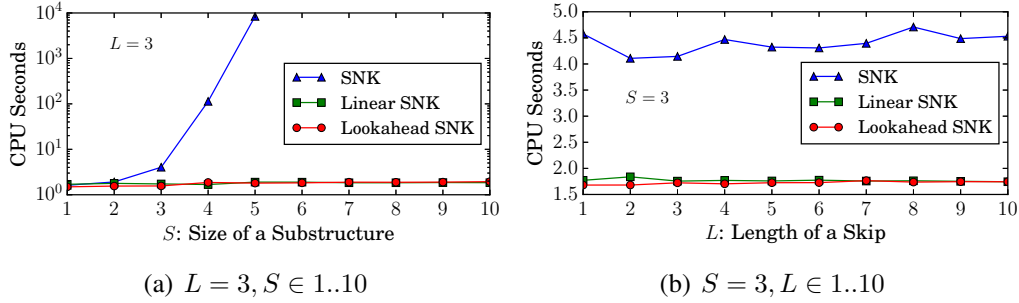 CPU Seconds
10^4
10^3
10^2
10^1
10^0
L = 3
SNK
Linear SNK
Lookahead SNK
1 2 3 4 5 6 7 8 9 10
S: Size of a Substructure
(a) L = 3, S ∈ 1..10
CPU Seconds
5.0
4.5
4.0
3.5
3.0
2.5
2.0
1.5
S = 3
SNK
Linear SNK
Lookahead SNK
1 2 3 4 5 6 7 8 9 10
L: Length of a Skip
(b) S = 3, L ∈ 1..10